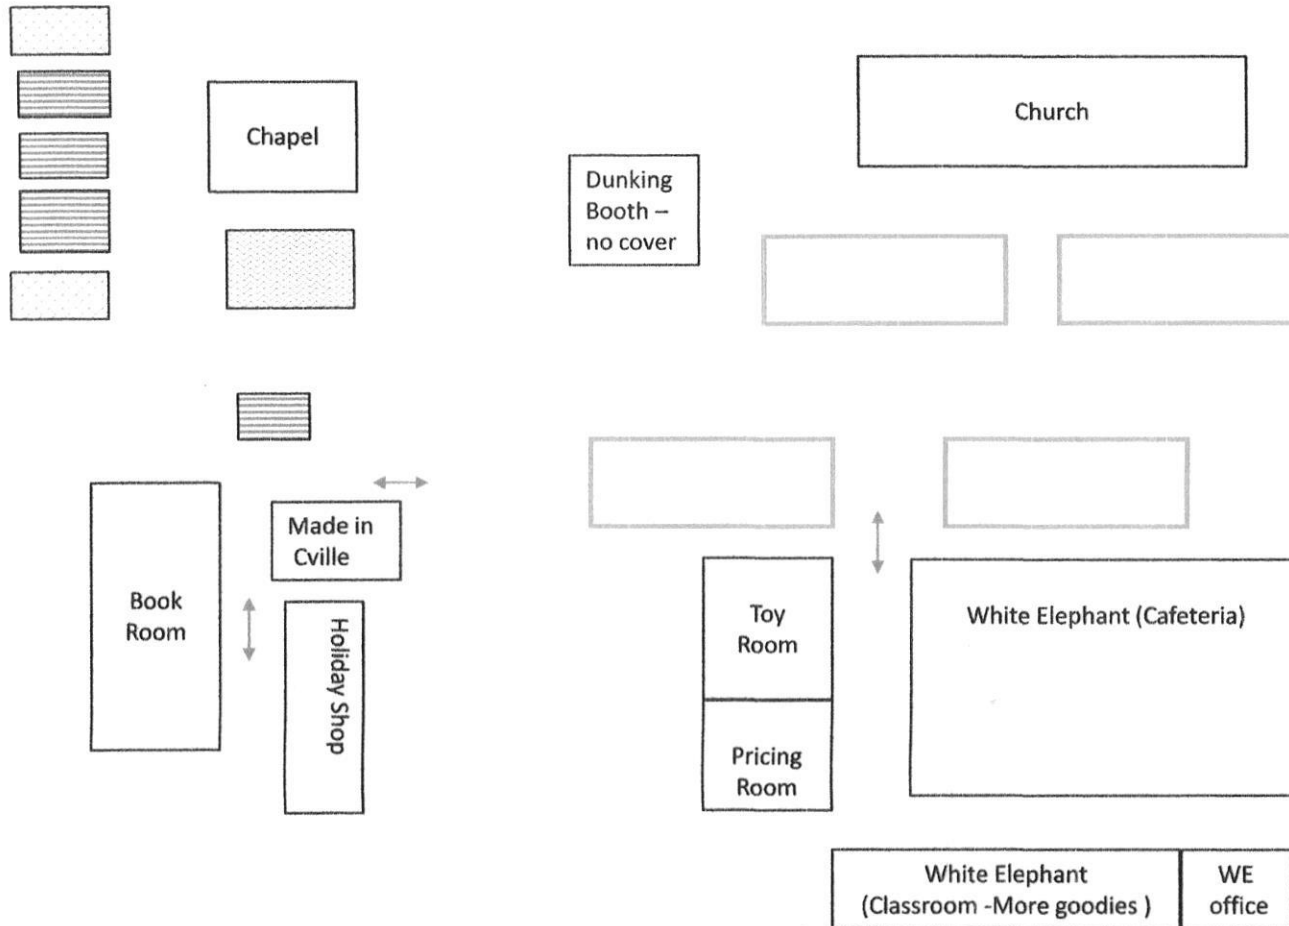 Chapel
Church
Dunking
Booth –
no cover
Made in
Cville
Book
Room
Holiday Shop
Toy
Room
White Elephant (Cafeteria)
Pricing
Room
White Elephant
(Classroom -More goodies )
WE
office